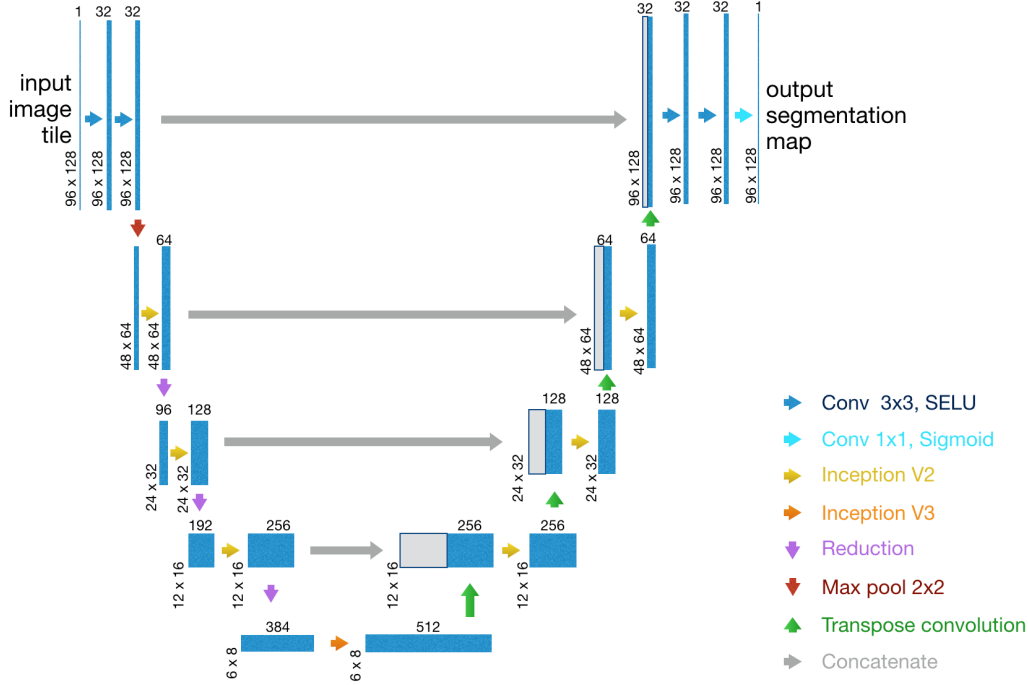 1 32 32
32 32 32 1
input
image
tile
output
segmentation
map
96 x 128
96 x 128
96 x 128
96 x 128
96 x 128
96 x 128
96 x 128
64
64 64
48 x 64
48 x 64
48 x 64
48 x 64
96 128
128 128
24 x 32
24 x 32
24 x 32
24 x 32
192 256
256 256
12 x 16
12 x 16
12 x 16
12 x 16
384 512
6 x 8
6 x 8
Conv 3x3, SELU
Conv 1x1, Sigmoid
Inception V2
Inception V3
Reduction
Max pool 2x2
Transpose convolution
Concatenate